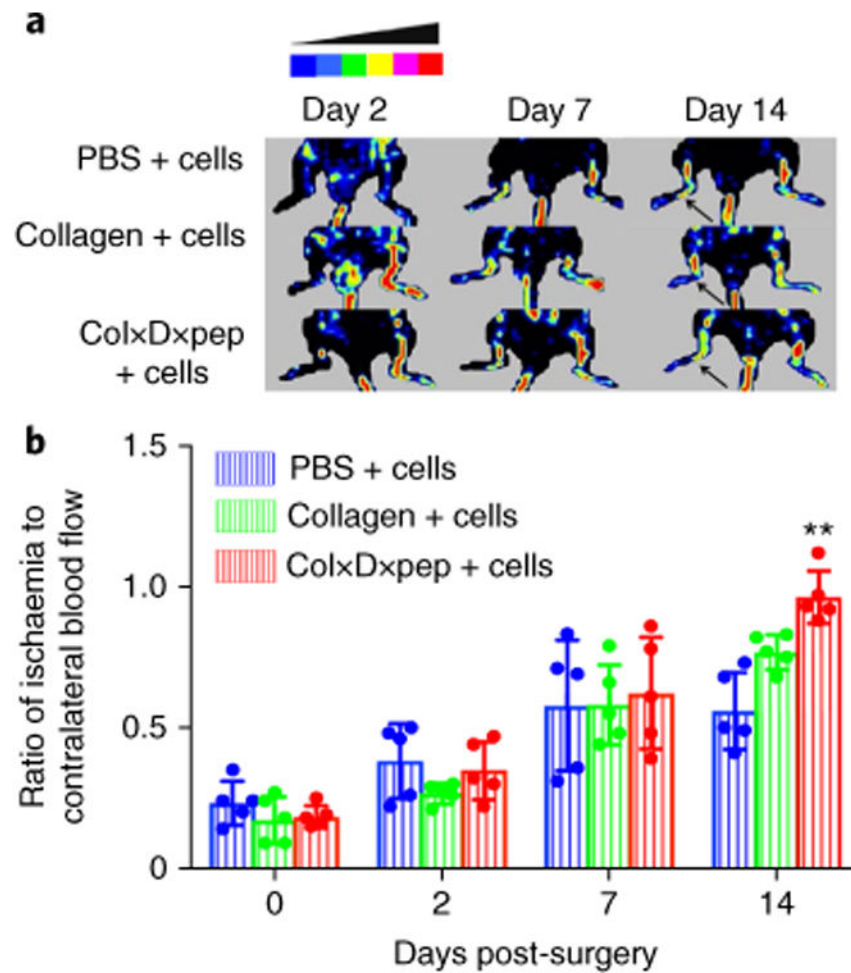 a
Day 2 Day 7 Day 14
PBS + cells
Collagen + cells
Col×D×pep
+ cells
b
Ratio of ischaemia to
contralateral blood flow
1.5
1.0
0.5
0
PBS + cells
Collagen + cells
Col×D×pep + cells
**
0 2 7 14
Days post-surgery